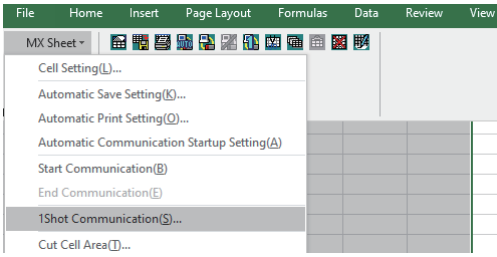 File Home Insert Page Layout Formulas Data Review View
MX Sheet
Cell Setting(L)...
Automatic Save Setting(K)...
Automatic Print Setting(O)...
Automatic Communication Startup Setting(A)
Start Communication(B)
End Communication(E)
1Shot Communication(S)...
Cut Cell Area(T)...